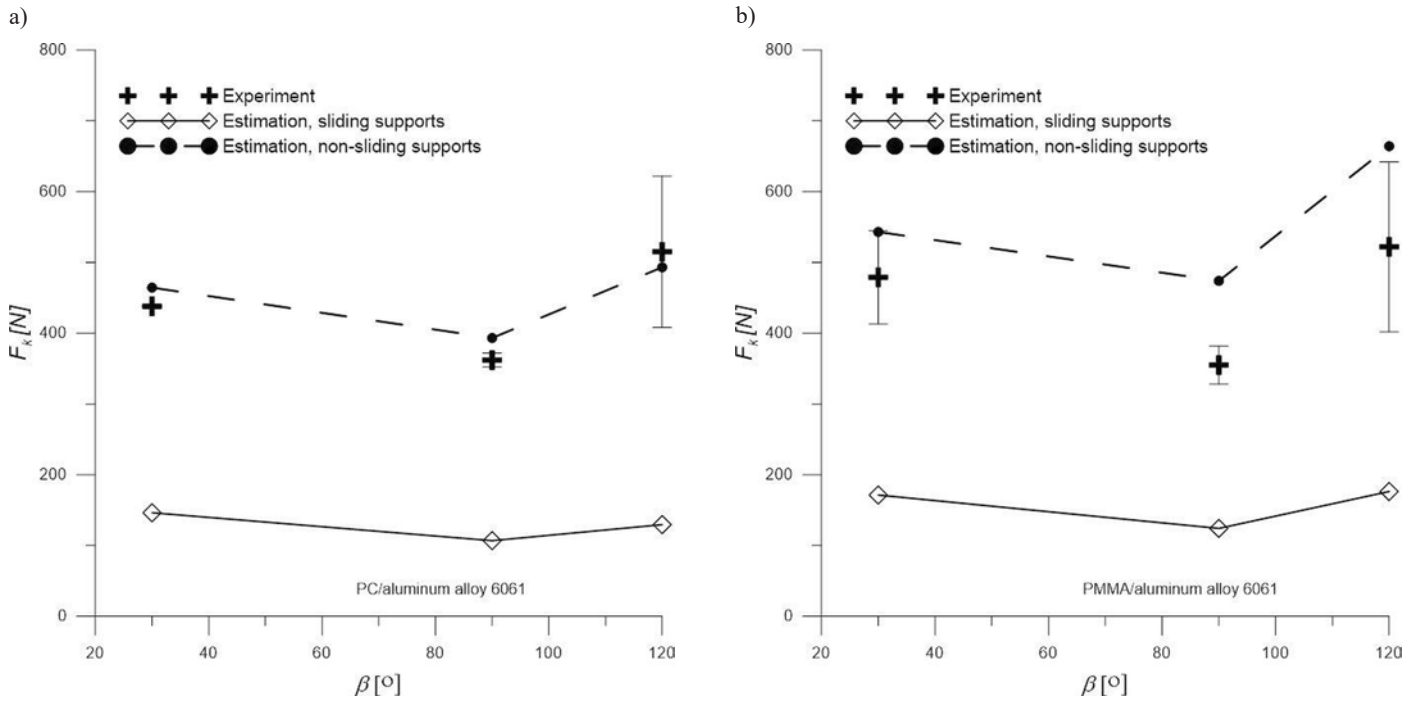 a)
800
600
400
200
0
F_k [N]
Experiment
Estimation, sliding supports
Estimation, non-sliding supports
PC/aluminum alloy 6061
20 40 60 80 100 120
β [º]
b)
800
600
400
200
0
F_k [N]
Experiment
Estimation, sliding supports
Estimation, non-sliding supports
PMMA/aluminum alloy 6061
20 40 60 80 100 120
β [º]